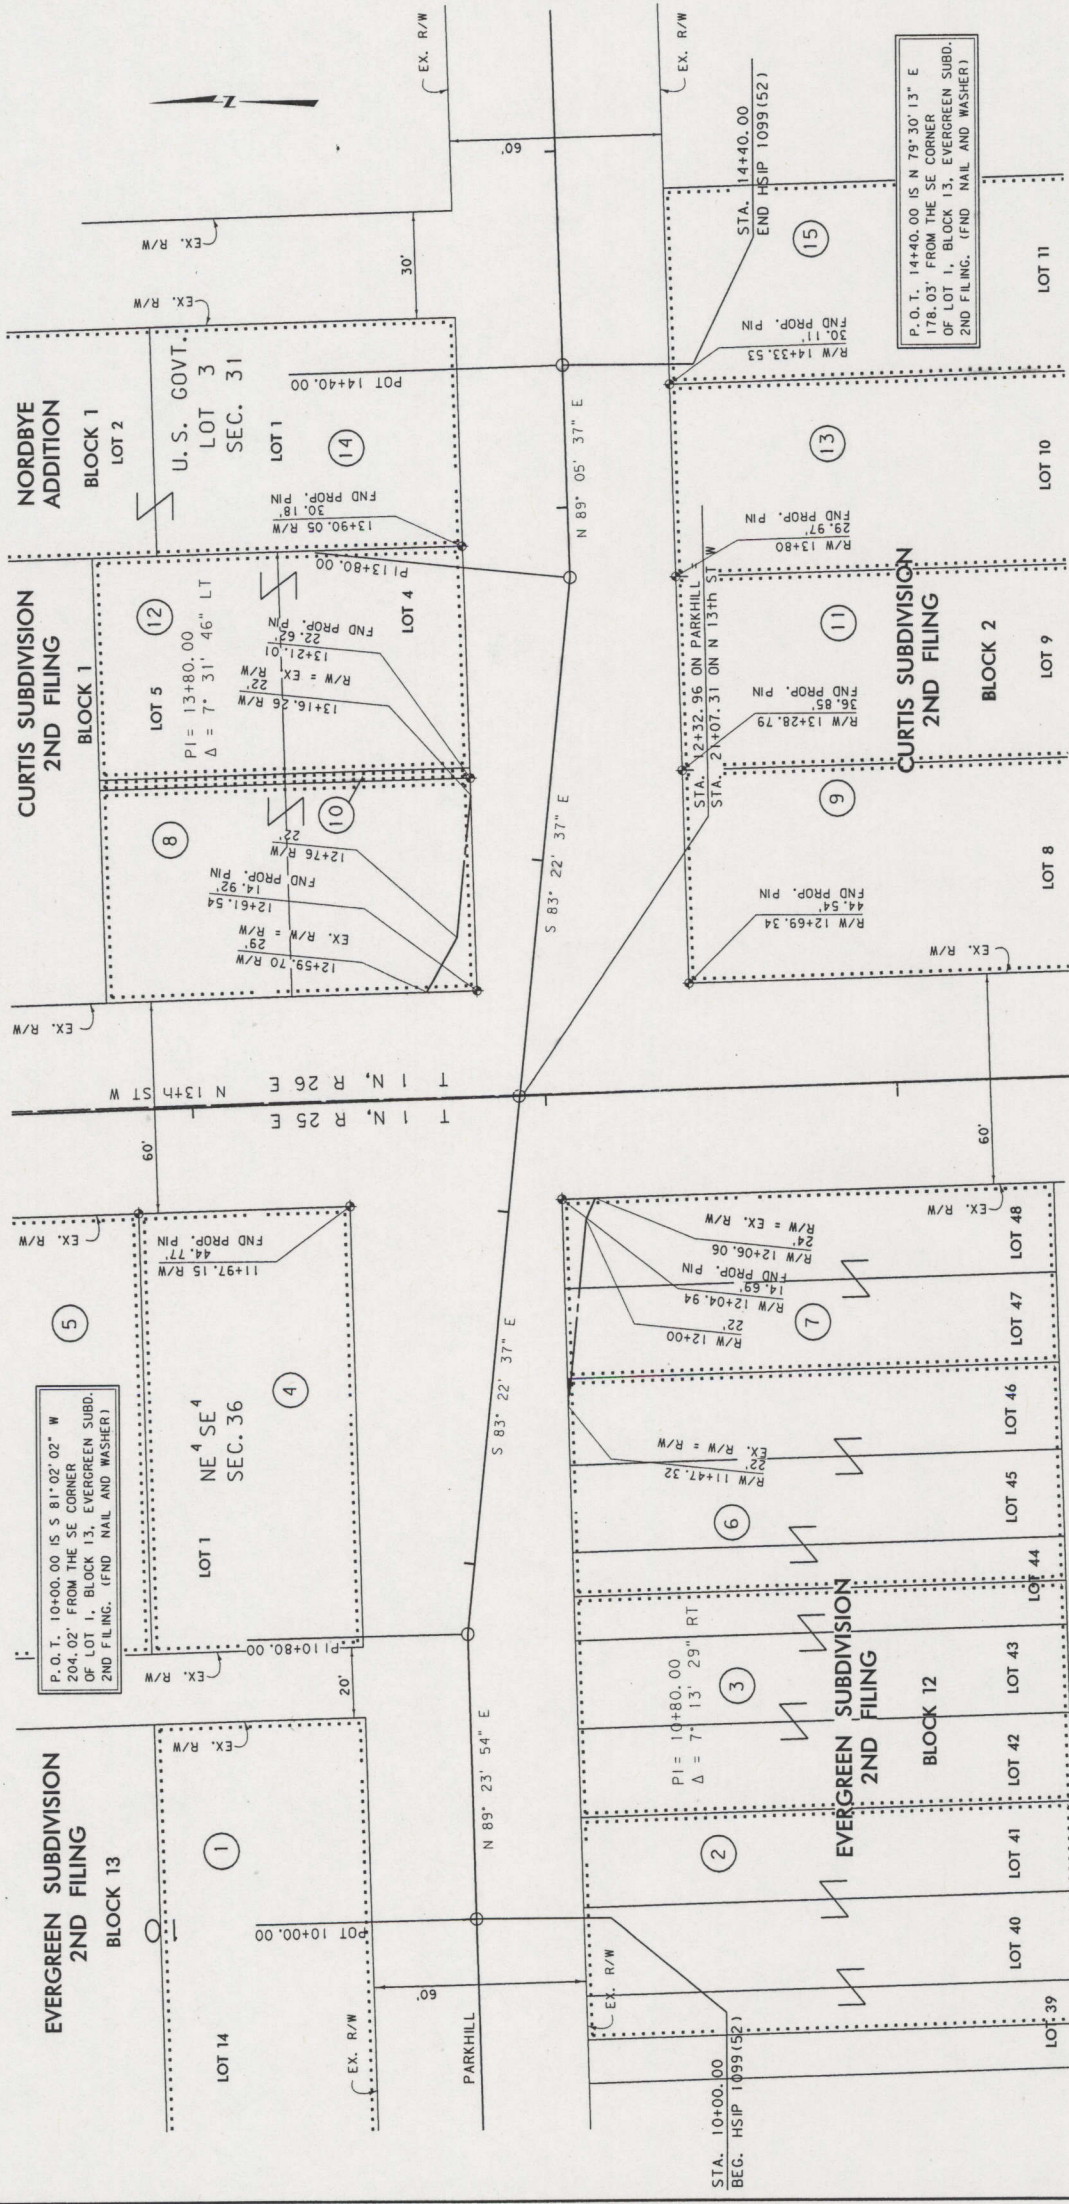 EVERGREEN SUBDIVISION
2ND FILING
BLOCK 13
LOT 14
1
EX. R/W
EX. R/W
EX. R/W
60'
20'
PARKHILL
POT 10+00.00
N 89° 23' 54" E
STA. 10+00.00
BEG. HSIP 1099(52)
P.O.T. 10+00.00 IS S 81°02'02" W
204.02' FROM THE SE CORNER
OF LOT 1, BLOCK 13, EVERGREEN SUBD.
2ND FILING. (FND NAIL AND WASHER)
5
EX. R/W
LOT 1
NE⁴ SE⁴
SEC. 36
4
PI 10+80.00
11+97.15 R/W
44.77'
FND PROP. PIN
60'
S 83° 22' 37" E
N 13th ST W
T 1 N, R 25 E
T 1 N, R 26 E
EX. R/W
LOT 39
LOT 40
LOT 41
LOT 42
LOT 43
LOT 44
LOT 45
LOT 46
LOT 47
LOT 48
2
3
6
7
PI= 10+80.00
Δ = 7° 13' 29" RT
EVERGREEN SUBDIVISION
2ND FILING
BLOCK 12
R/W 11+47.32
22'
EX. R/W = R/W
R/W 12+00
22'
R/W 12+04.94
14.69'
FND PROP. PIN
R/W 12+06.06
24'
R/W = EX. R/W
EX. R/W
60'
CURTIS SUBDIVISION
2ND FILING
BLOCK 1
EX. R/W
8
12+59.70 R/W
29'
EX. R/W = R/W
12+61.54
14.92'
FND PROP. PIN
12+76 R/W
22'
10
LOT 5
12
PI= 13+80.00
Δ = 7° 31' 46" LT
13+16.26 R/W
22'
R/W = EX R/W
13+21.01
22.62'
FND PROP. PIN
LOT 4
PI 13+80.00
S 83° 22' 37" E
NORDBYE
ADDITION
BLOCK 1
LOT 2
U.S. GOVT.
LOT 3
SEC. 31
LOT 1
14
13+90.05 R/W
30.18'
FND PROP. PIN
POT 14+40.00
EX. R/W
EX. R/W
30'
N
EX. R/W
60'
EX. R/W
N 89° 05' 37" E
STA. 14+40.00
END HSIP 1099(52)
STA. 12+32.96 ON PARKHILL =
STA. 21+07.31 ON N 13th ST W
R/W 12+69.34
44.54'
FND PROP. PIN
EX. R/W
9
LOT 8
R/W 13+28.79
36.85'
FND PROP. PIN
11
LOT 9
R/W 13+80
29.97'
FND PROP. PIN
13
LOT 10
R/W 14+33.53
30.11'
FND PROP. PIN
15
LOT 11
CURTIS SUBDIVISION
2ND FILING
BLOCK 2
P.O.T. 14+40.00 IS N 79°30'13" E
178.03' FROM THE SE CORNER
OF LOT 1, BLOCK 13, EVERGREEN SUBD.
2ND FILING. (FND NAIL AND WASHER)